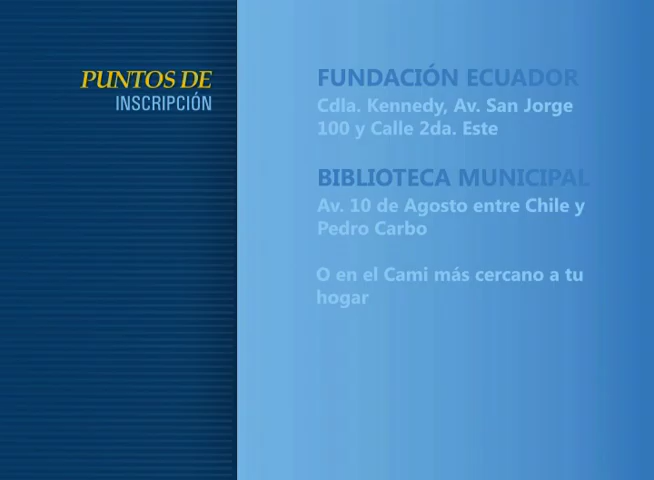 PUNTOS DE
INSCRIPCIÓN
FUNDACIÓN ECUADOR
Cdla. Kennedy, Av. San Jorge
100 y Calle 2da. Este
BIBLIOTECA MUNICIPAL
Av. 10 de Agosto entre Chile y
Pedro Carbo
O en el Cami más cercano a tu
hogar